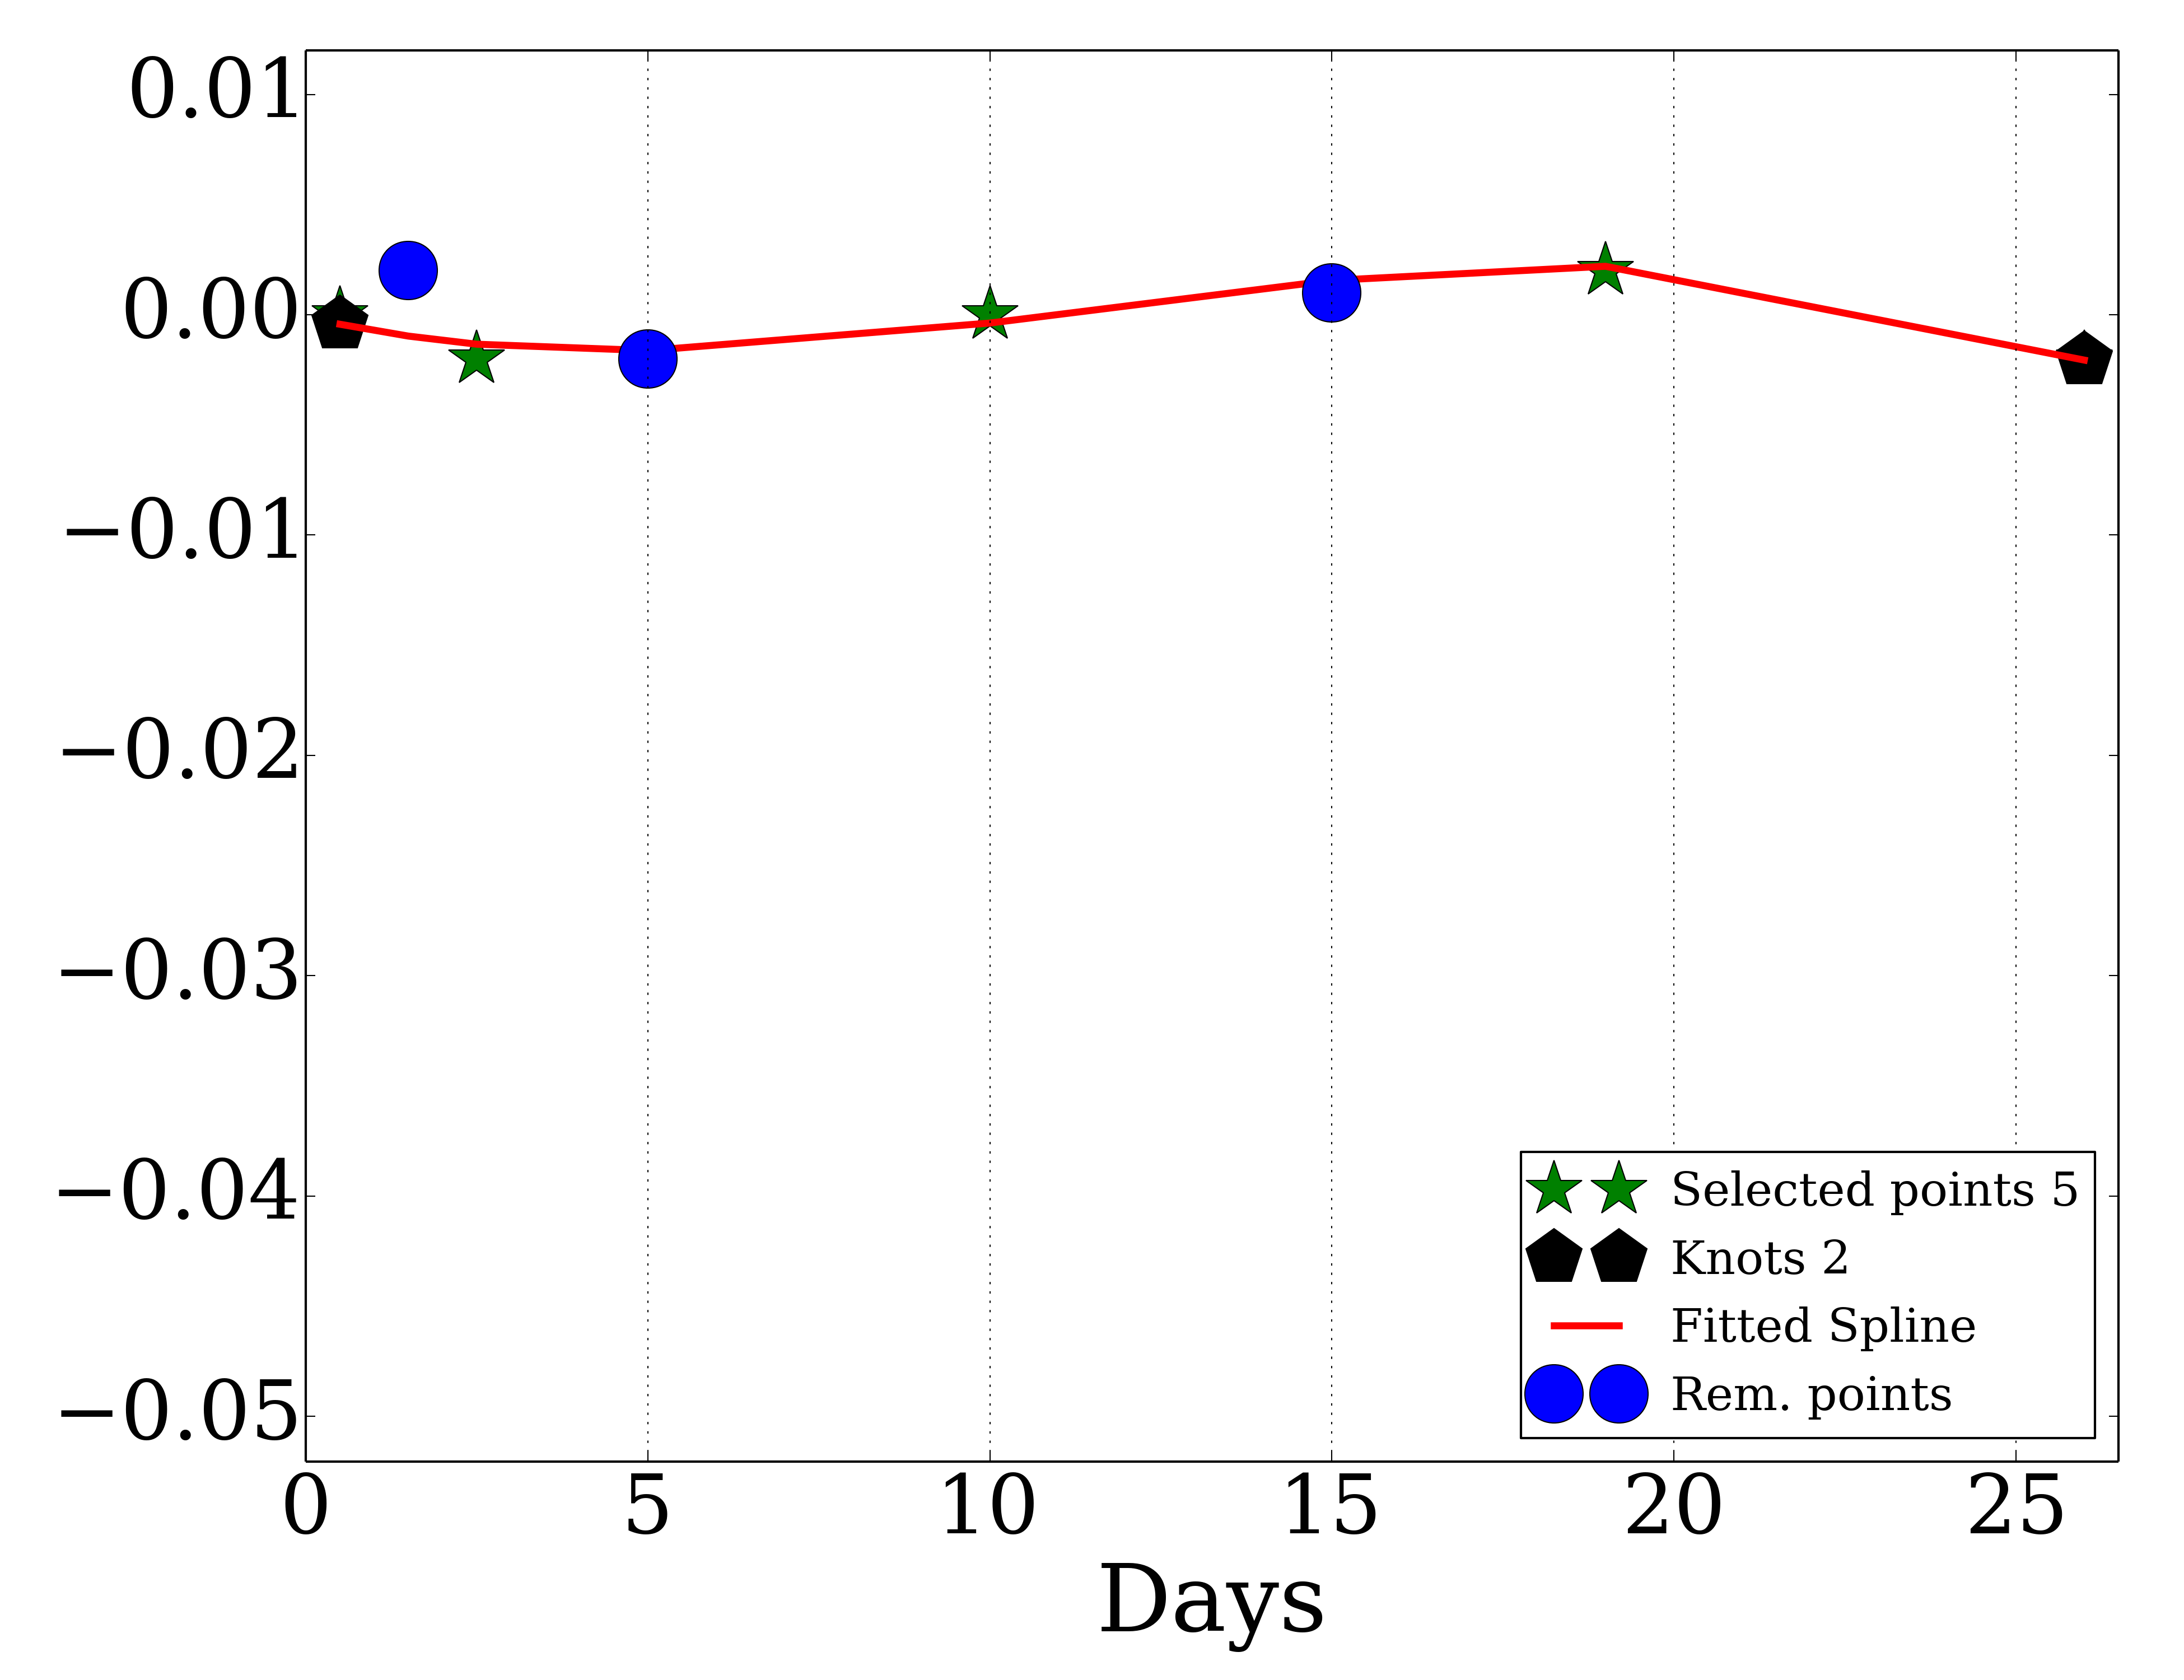 0.01
0.00
−0.01
−0.02
−0.03
−0.04
−0.05
0 5 10 15 20 25
Days
Selected points 5
Knots 2
Fitted Spline
Rem. points